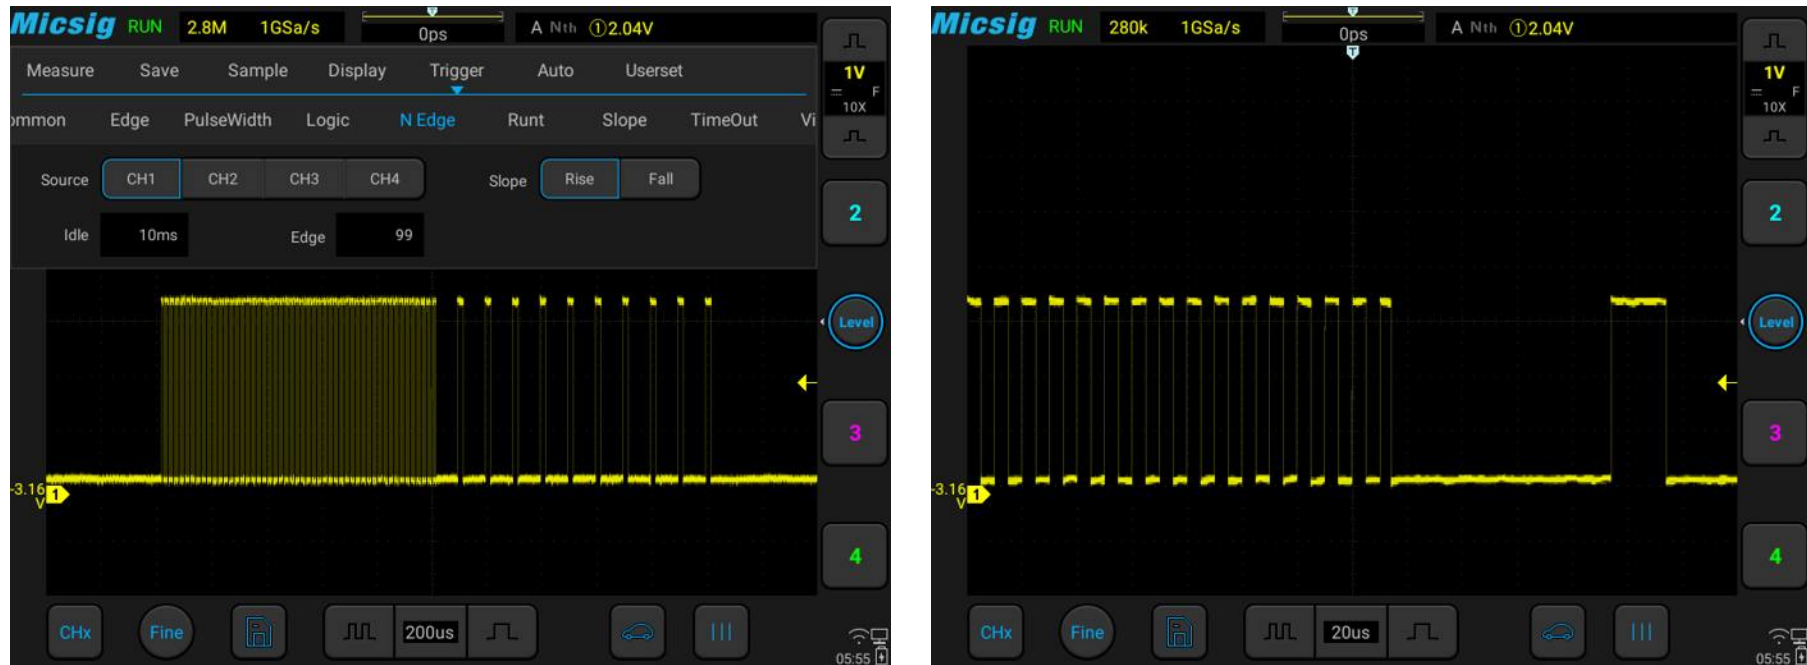 Micsig RUN 2.8M 1GSa/s T 0ps A Nth ①2.04V
Measure Save Sample Display Trigger Auto Userset
ommon Edge PulseWidth Logic N Edge Runt Slope TimeOut Vi
Source CH1 CH2 CH3 CH4 Slope Rise Fall
Idle 10ms Edge 99
1V
F
10X
2
Level
3
-3.16
V
1
4
CHx Fine 200us
05:55
Micsig RUN 280k 1GSa/s T 0ps A Nth ①2.04V
T
1V
F
10X
2
Level
3
-3.16
V
1
4
CHx Fine 20us
05:55